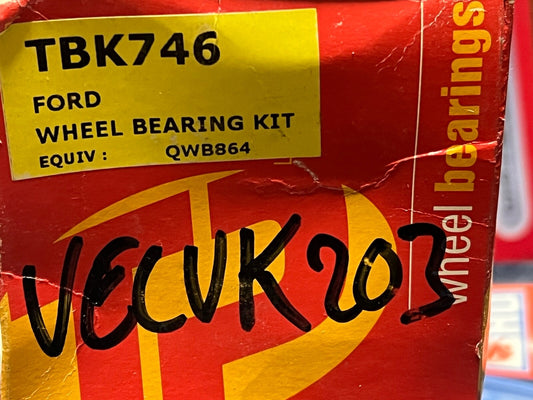 TBK746
FORD
WHEEL BEARING KIT
EQUIV : QWB864
wheel bearings
VECVK203